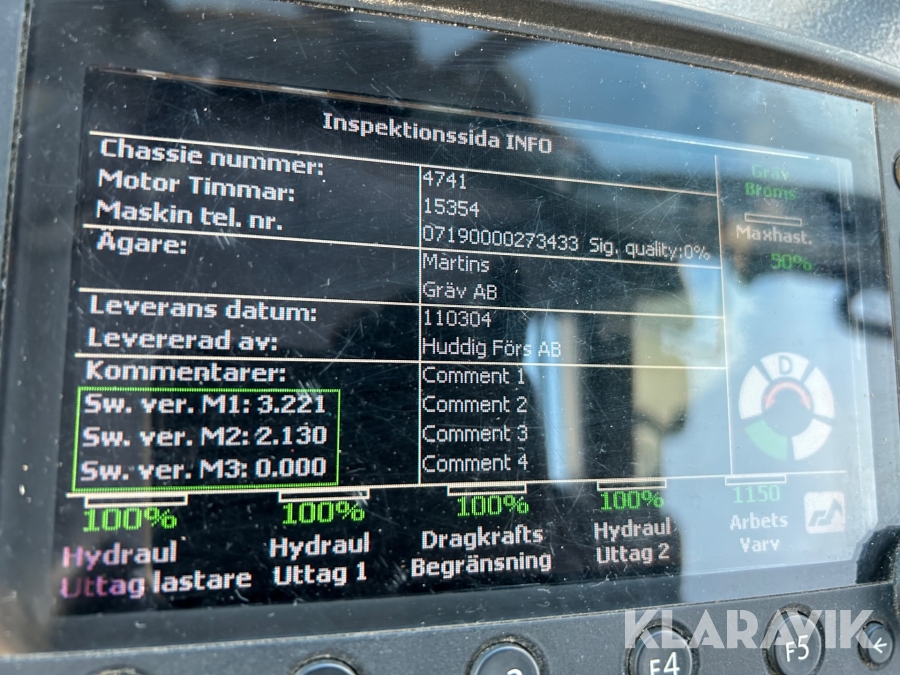 Inspektionssida INFO
Chassie nummer: 4741
Motor Timmar: 15354
Maskin tel. nr. 07190000273433 Sig. quality:0%
Ägare: Martins
Gräv AB
Leverans datum: 110304
Levererad av: Huddig Förs AB
Kommentarer: Comment 1
Sw. ver. M1: 3.221 Comment 2
Sw. ver. M2: 2.130 Comment 3
Sw. ver. M3: 0.000 Comment 4
Gräv
Broms
Maxhast.
50%
D
100%
Hydraul
Uttag lastare
100%
Hydraul
Uttag 1
100%
Dragkrafts
Begränsning
100%
Hydraul
Uttag 2
1150
Arbets
Varv
KLARAVIK
F4
F5